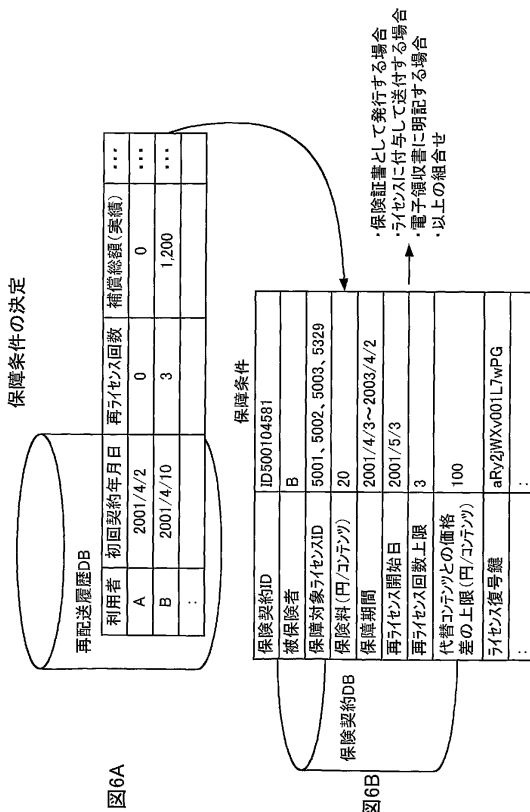 図6A
保障条件の決定
再配送履歴DB
利用者 初回契約年月日 再ライセンス回数 補償総額(実績) …
A 2001/4/2 0 0 …
B 2001/4/10 3 1,200 …
:
図6B
保険契約DB
保障条件
保険契約ID ID500104581
被保険者 B
保障対象ライセンスID 5001、5002、5003、5329
保険料(円/コンテンツ) 20
保障期間 2001/4/3~2003/4/2
再ライセンス開始日 2001/5/3
再ライセンス回数上限 3
代替コンテンツとの価格
差の上限(円/コンテンツ) 100
ライセンス復号鍵 aRy2jWXv001L7wPG
: :
・保険証書として発行する場合
・ライセンスに付与して送付する場合
・電子領収書に明記する場合
・以上の組合せ